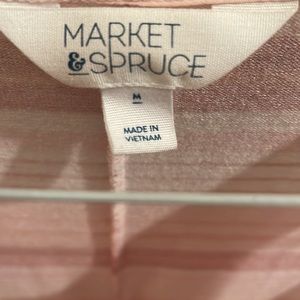 MARKET
& SPRUCE
M
MADE IN
VIETNAM